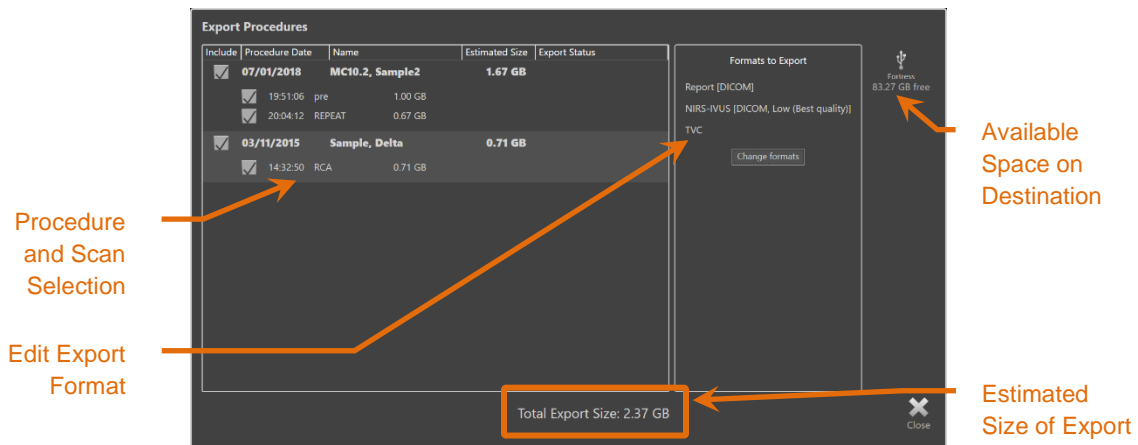 Export Procedures
Include Procedure Date Name Estimated Size Export Status
07/01/2018 MC10.2, Sample2 1.67 GB
19:51:06 pre 1.00 GB
20:04:12 REPEAT 0.67 GB
03/11/2015 Sample, Delta 0.71 GB
14:32:50 RCA 0.71 GB
Formats to Export
Report [DICOM]
NIRS-IVUS [DICOM, Low (Best quality)]
TVC
Change formats
Fortress
83.27 GB free
Available
Space on
Destination
Procedure
and Scan
Selection
Edit Export
Format
Total Export Size: 2.37 GB
Close
Estimated
Size of Export